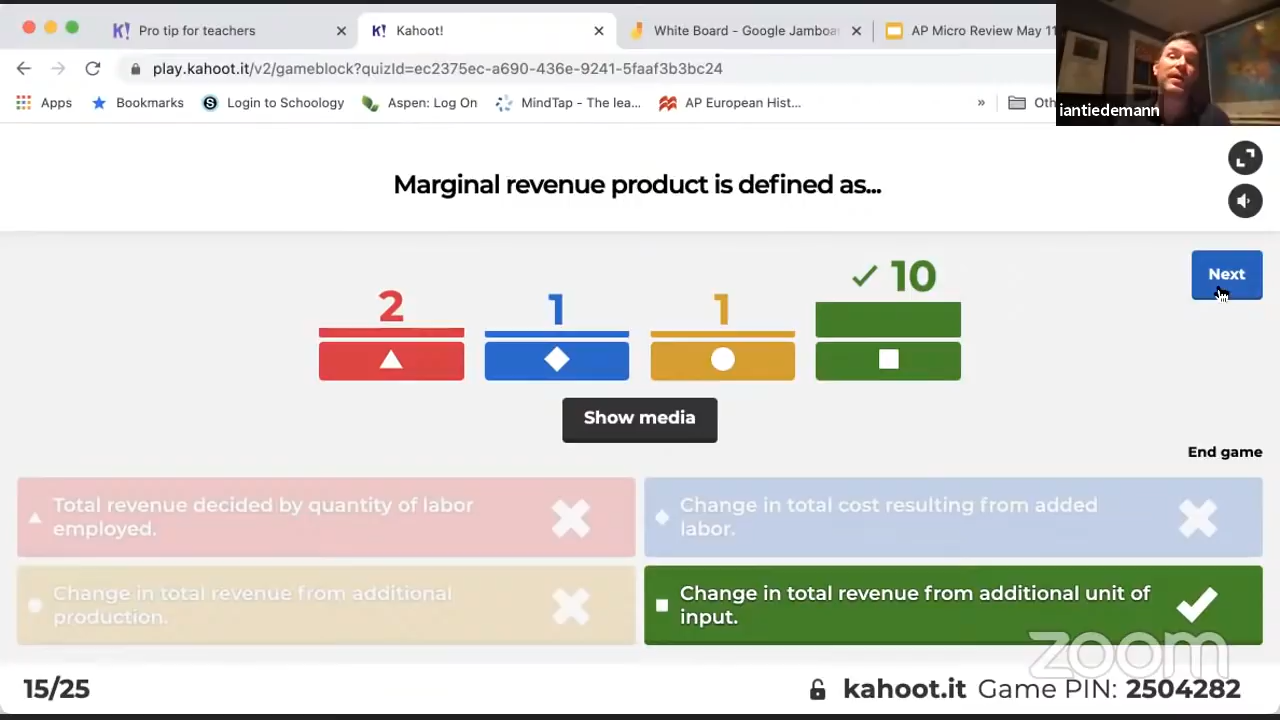 Pro tip for teachers
Kahoot!
White Board - Google Jamboa
AP Micro Review May 11
play.kahoot.it/v2/gameblock?quizId=ec2375ec-a690-436e-9241-5faaf3b3bc24
Apps
Bookmarks
Login to Schoology
Aspen: Log On
MindTap - The lea...
AP European Hist...
»
Oth
iantiedemann
Marginal revenue product is defined as...
Next
2
1
1
10
Show media
End game
Total revenue decided by quantity of labor
employed.
Change in total cost resulting from added
labor.
Change in total revenue from additional
production.
Change in total revenue from additional unit of
input.
zoom
15/25
kahoot.it Game PIN: 2504282